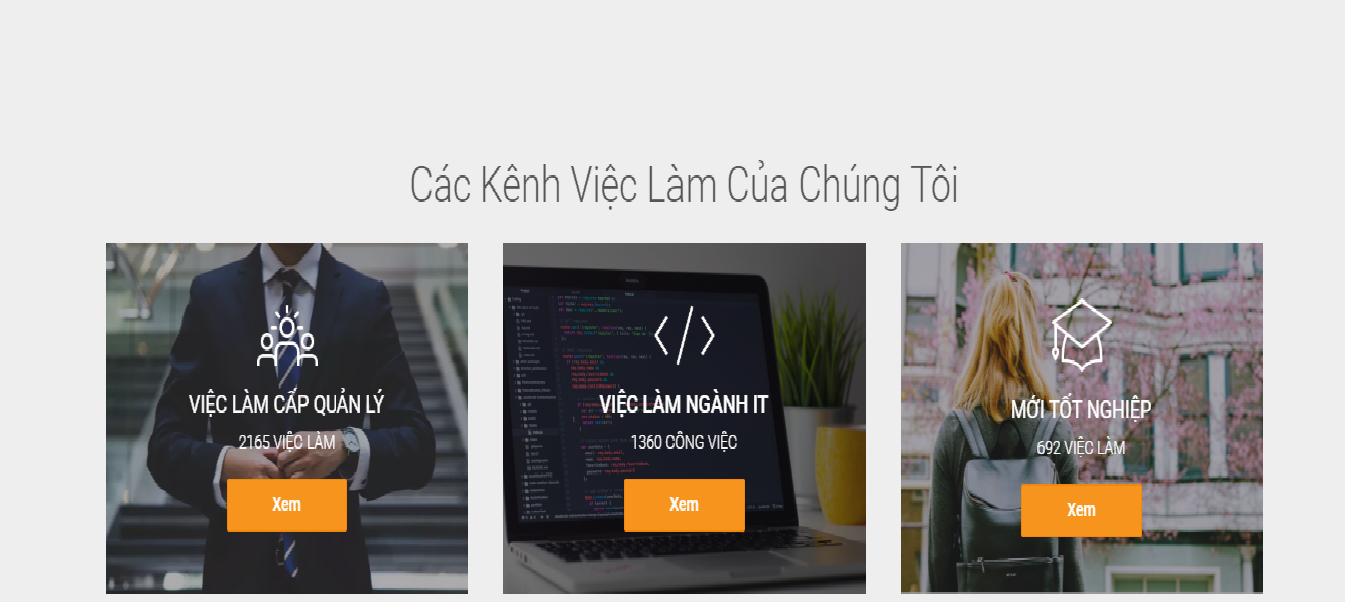 Các Kênh Việc Làm Của Chúng Tôi
VIỆC LÀM CẤP QUẢN LÝ
2165 VIỆC LÀM
Xem
VIỆC LÀM NGÀNH IT
1360 CÔNG VIỆC
Xem
MỚI TỐT NGHIỆP
692 VIỆC LÀM
Xem